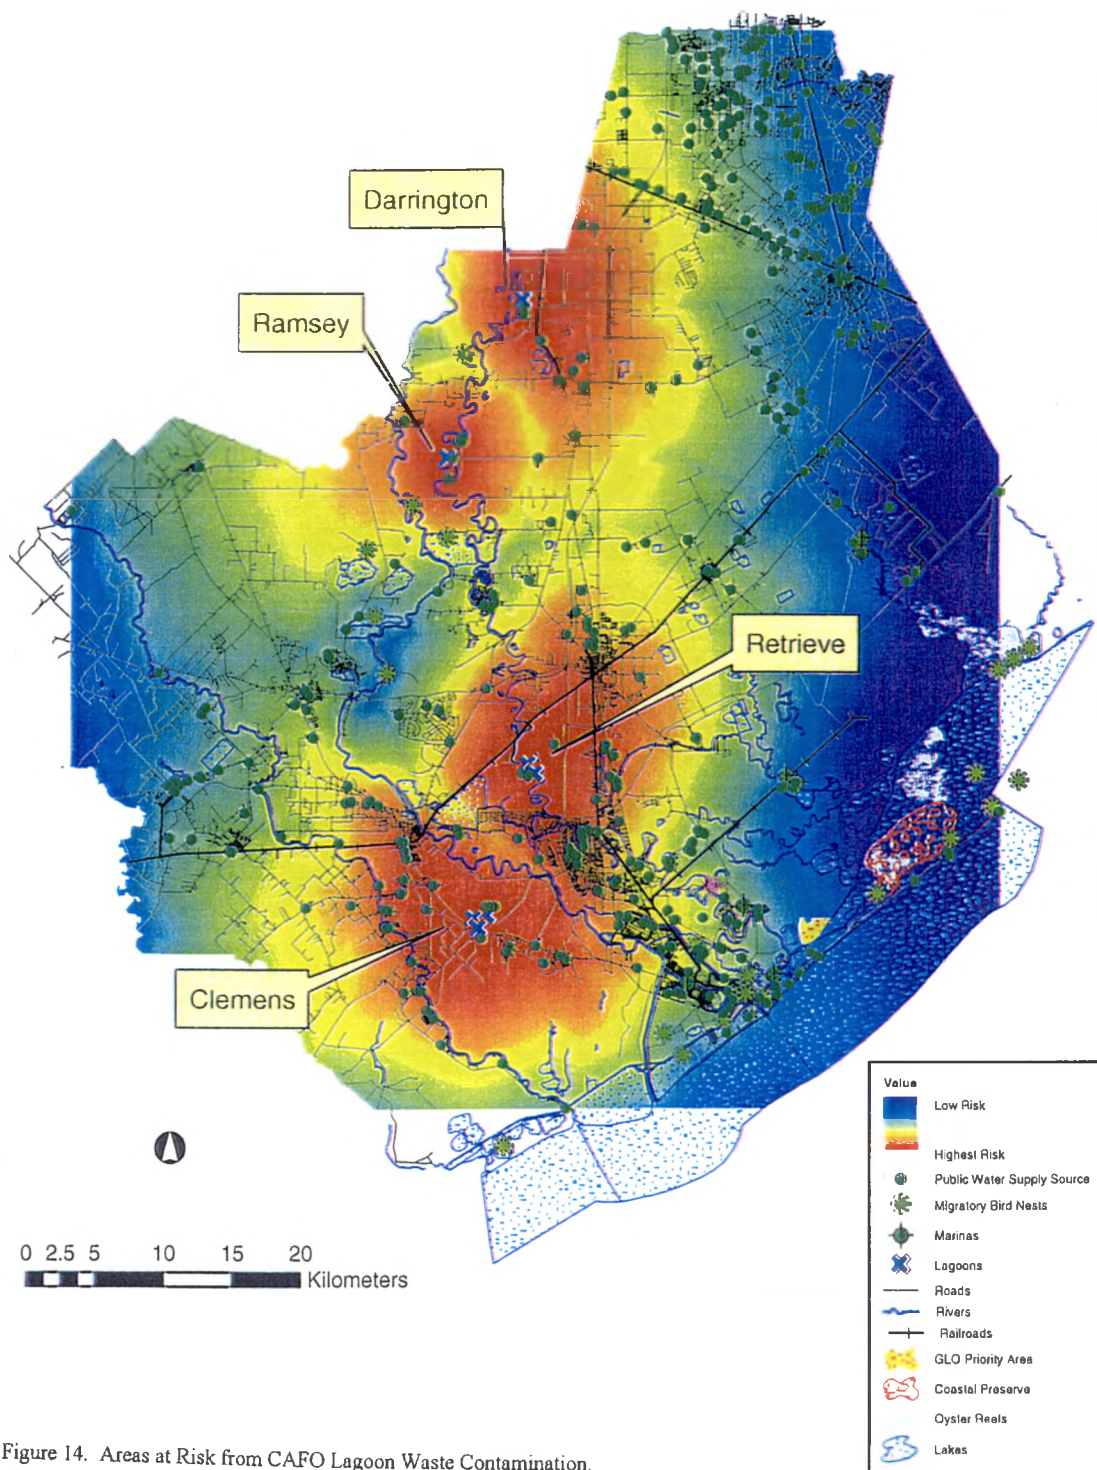 Darrington
Ramsey
Retrieve
Clemens
0 2.5 5 10 15 20
Kilometers
Value
Low Risk
Highest Risk
Public Water Supply Source
Migratory Bird Nests
Marinas
Lagoons
Roads
Rivers
Railroads
GLO Priority Area
Coastal Preserve
Oyster Reefs
Lakes
Figure 14. Areas at Risk from CAFO Lagoon Waste Contamination.